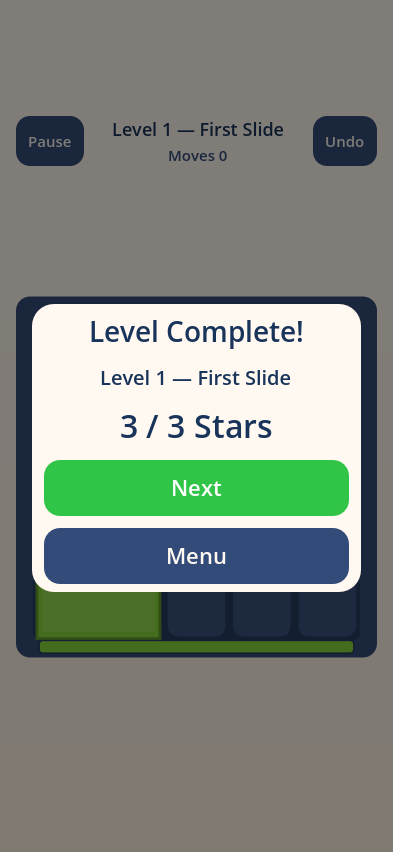 Pause
Level 1 — First Slide
Moves 0
Undo
Level Complete!
Level 1 — First Slide
3 / 3 Stars
Next
Menu